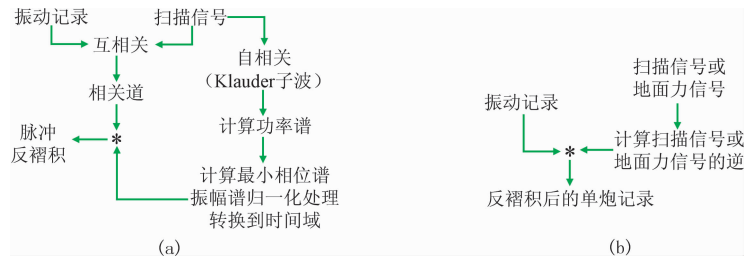 振动记录
扫描信号
互相关
自相关
（Klauder子波）
相关道
计算功率谱
脉冲
反褶积
*
计算最小相位谱
振幅谱归一化处理
转换到时间域
(a)
扫描信号或
地面力信号
振动记录
*
计算扫描信号或
地面力信号的逆
反褶积后的单炮记录
(b)